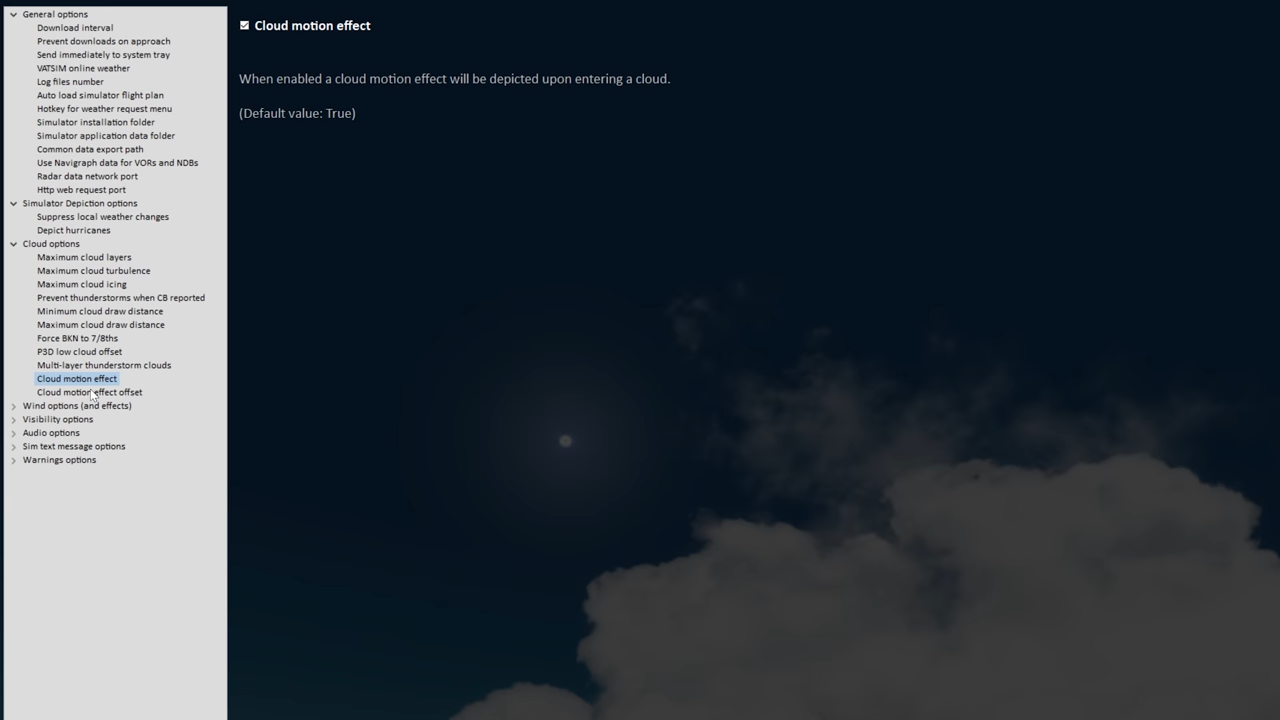 General options
Download interval
Prevent downloads on approach
Send immediately to system tray
VATSIM online weather
Log files number
Auto load simulator flight plan
Hotkey for weather request menu
Simulator installation folder
Simulator application data folder
Common data export path
Use Navigraph data for VORs and NDBs
Radar data network port
Http web request port
Simulator Depiction options
Suppress local weather changes
Depict hurricanes
Cloud options
Maximum cloud layers
Maximum cloud turbulence
Maximum cloud icing
Prevent thunderstorms when CB reported
Minimum cloud draw distance
Maximum cloud draw distance
Force BKN to 7/8ths
P3D low cloud offset
Multi-layer thunderstorm clouds
Cloud motion effect
Cloud motion effect offset
Wind options (and effects)
Visibility options
Audio options
Sim text message options
Warnings options
Cloud motion effect
When enabled a cloud motion effect will be depicted upon entering a cloud.
(Default value: True)